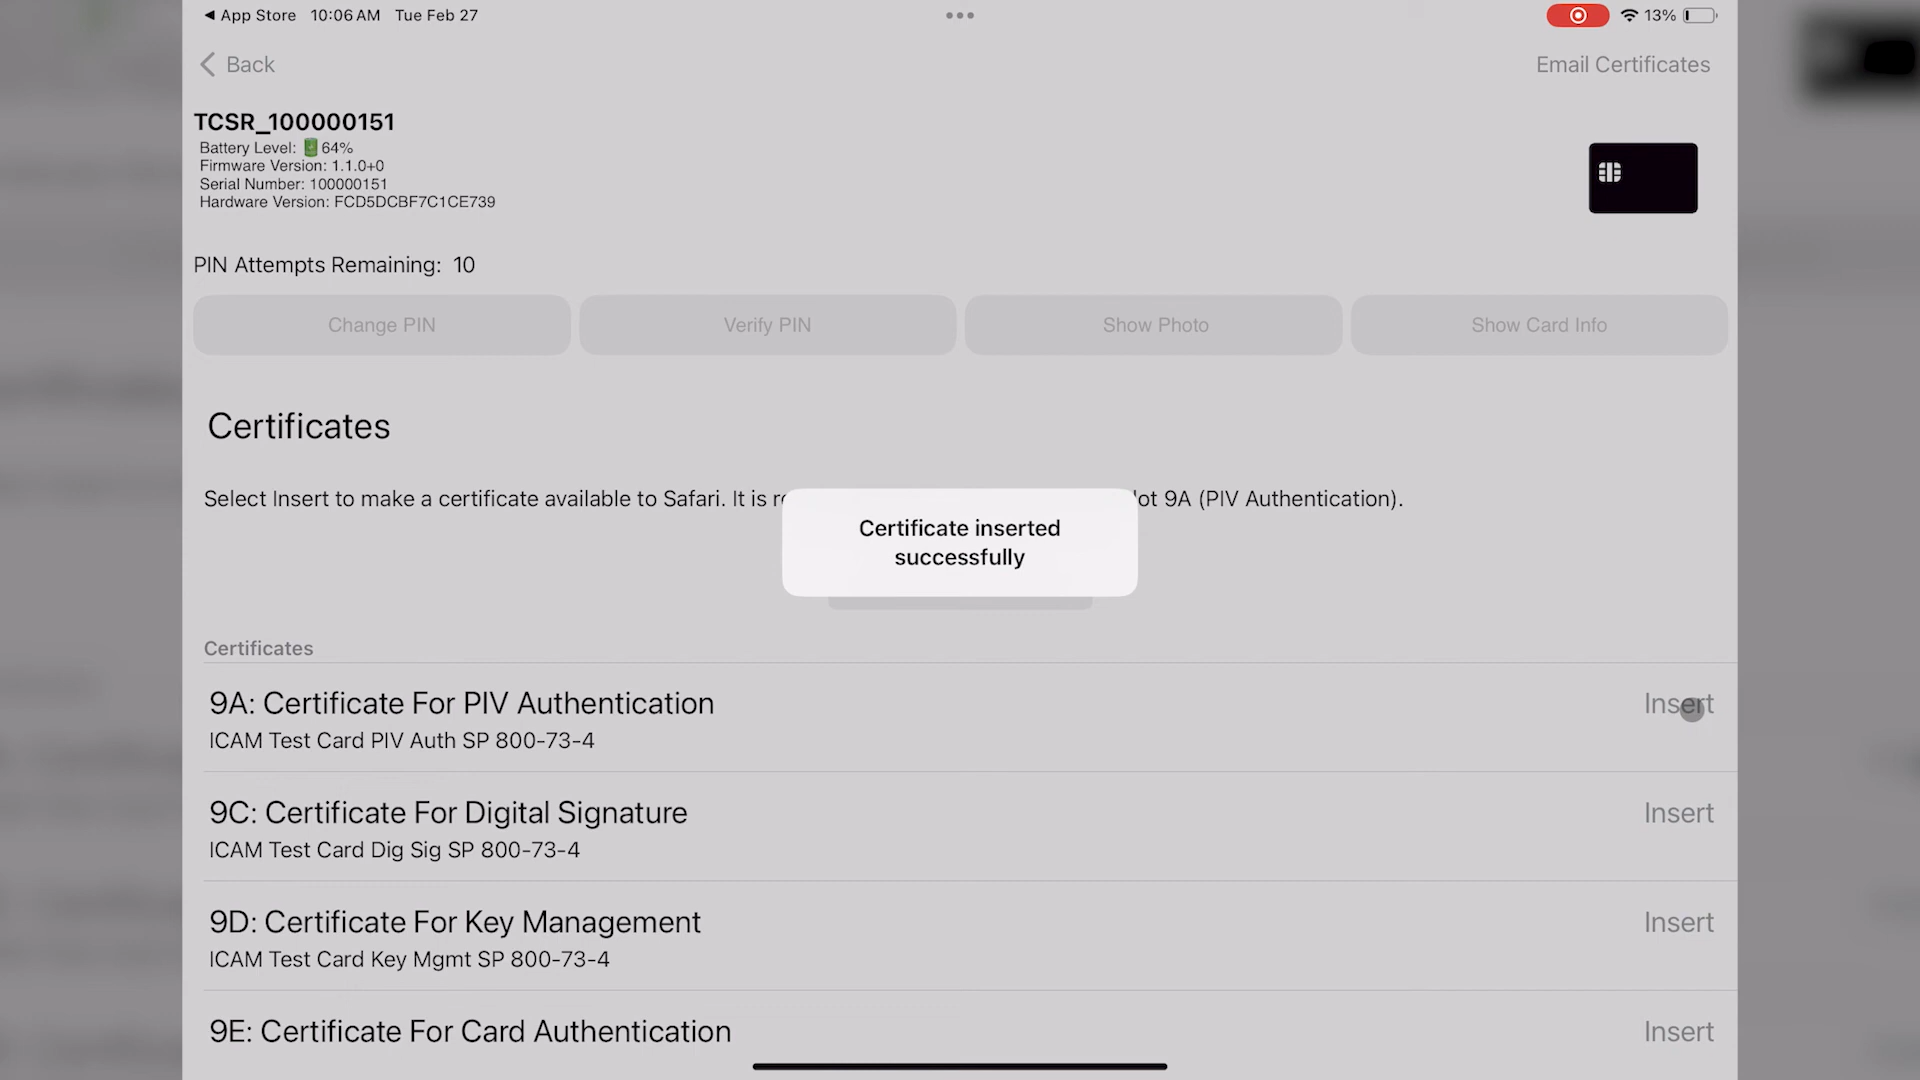 ◀ App Store 10:06 AM Tue Feb 27
13%
Back
Email Certificates
TCSR_100000151
Battery Level: 64%
Firmware Version: 1.1.0+0
Serial Number: 100000151
Hardware Version: FCD5DCBF7C1CE739
PIN Attempts Remaining: 10
Change PIN
Verify PIN
Show Photo
Show Card Info
Certificates
Select Insert to make a certificate available to Safari. It is 9A (PIV Authentication).
Certificate inserted
successfully
Certificates
9A: Certificate For PIV Authentication
Insert
ICAM Test Card PIV Auth SP 800-73-4
9C: Certificate For Digital Signature
Insert
ICAM Test Card Dig Sig SP 800-73-4
9D: Certificate For Key Management
Insert
ICAM Test Card Key Mgmt SP 800-73-4
9E: Certificate For Card Authentication
Insert